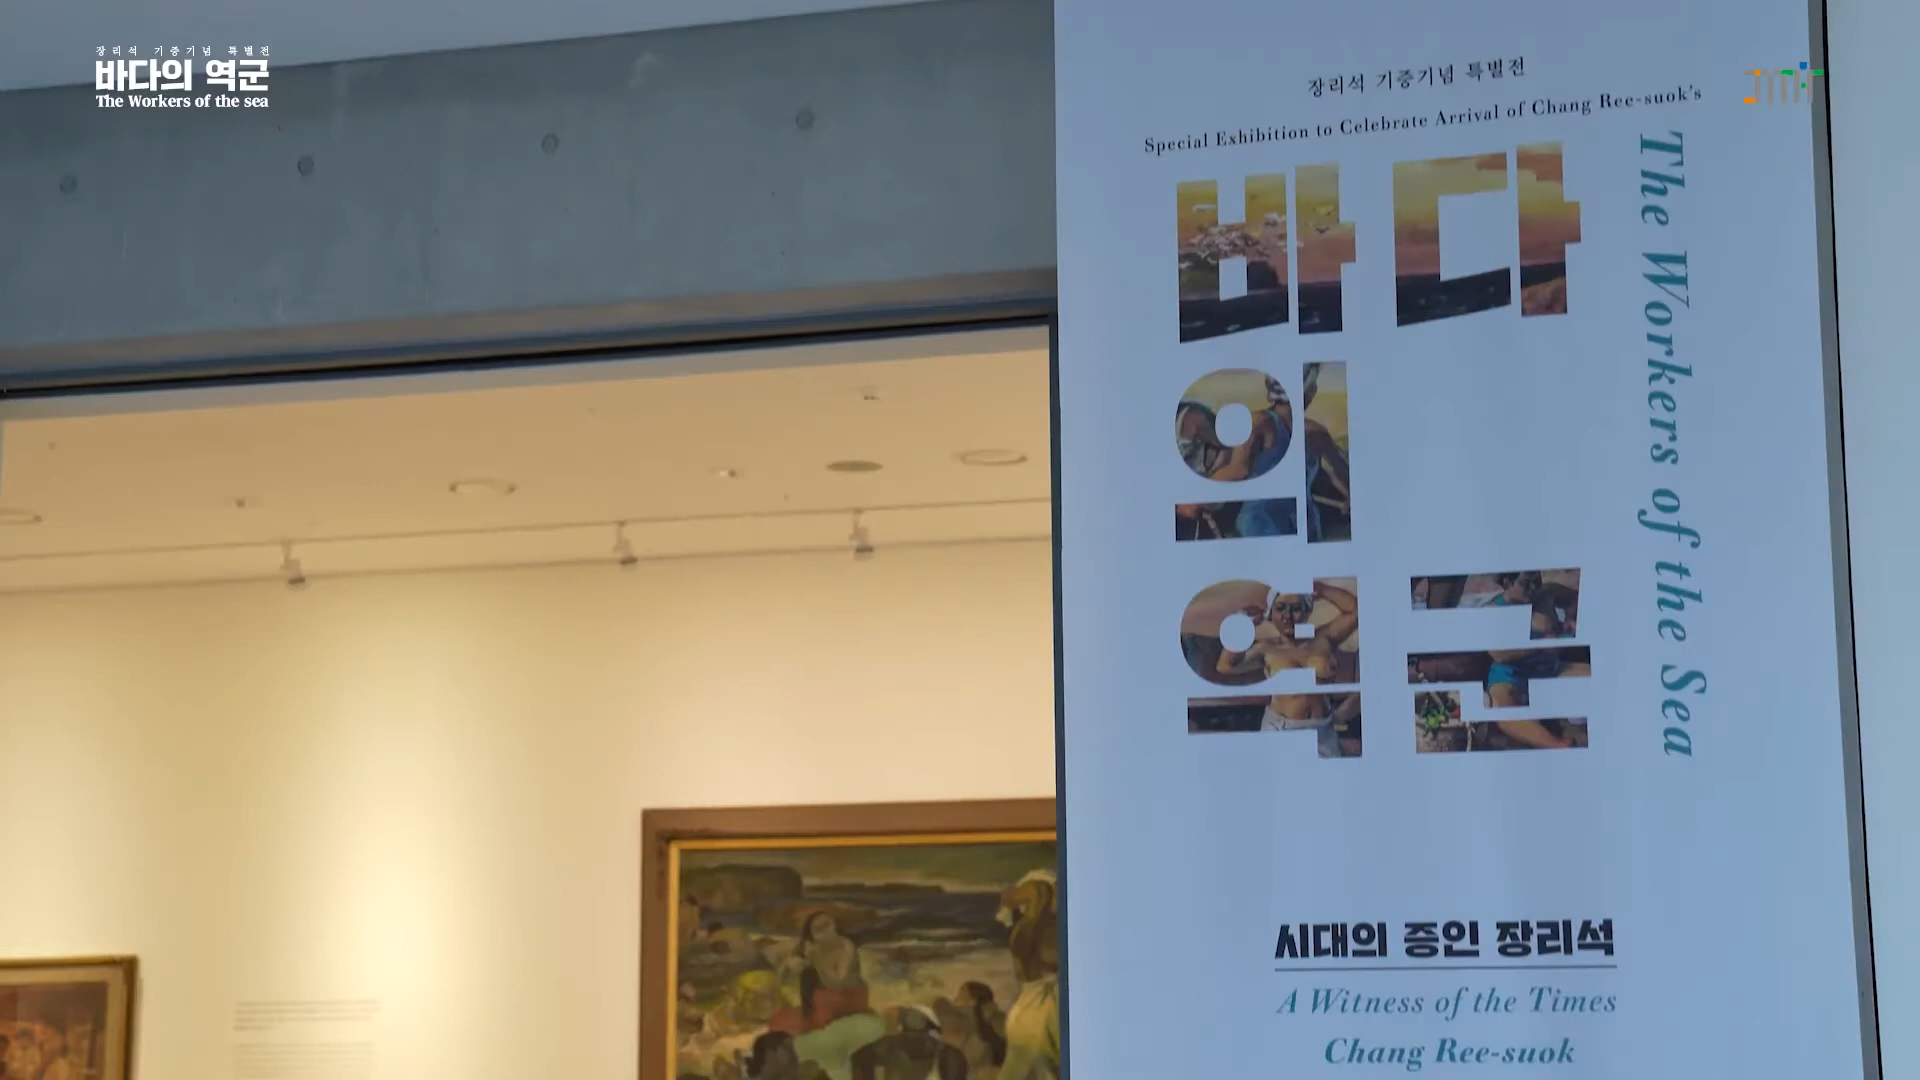 장리석 기증기념 특별전
바다의 역군
The Workers of the sea
장리석 기증기념 특별전
Special Exhibition to Celebrate Arrival of Chang Ree-suok's
바다
의
역군
The Workers of the Sea
시대의 증인 장리석
A Witness of the Times
Chang Ree-suok